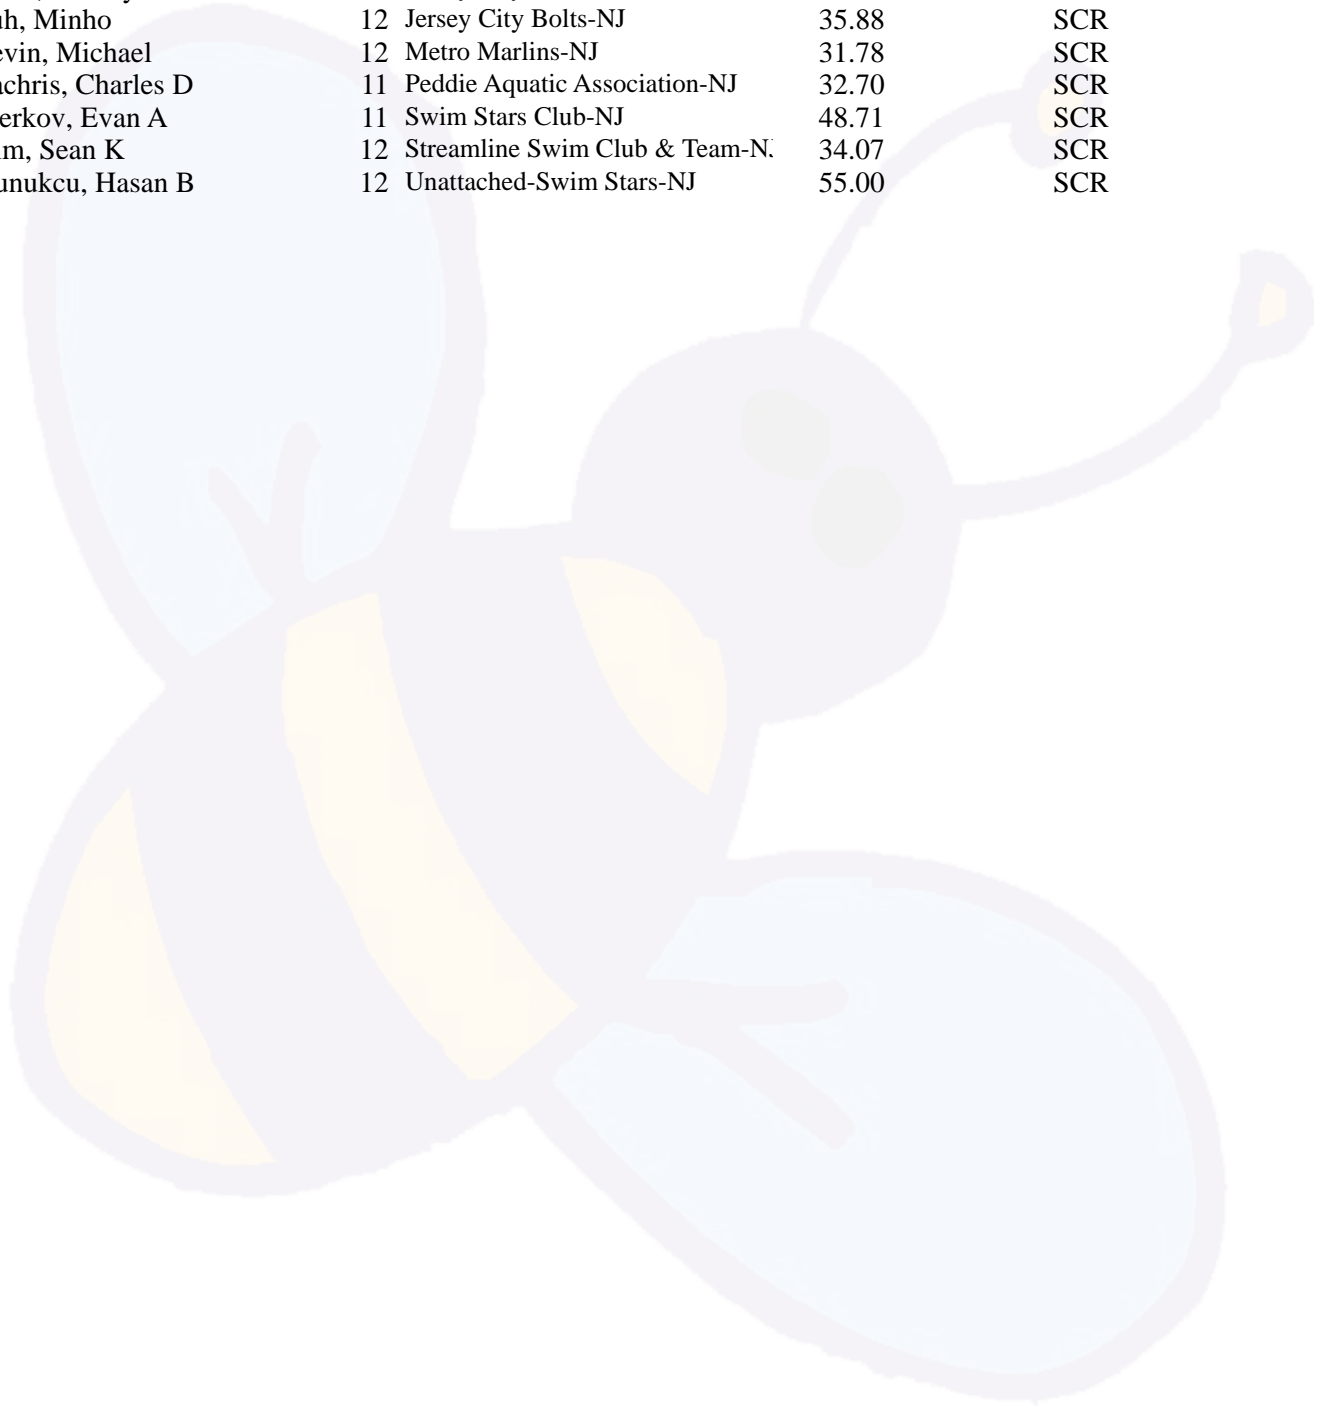 uh, Minho 12 Jersey City Bolts-NJ 35.88 SCR
evin, Michael 12 Metro Marlins-NJ 31.78 SCR
achris, Charles D 11 Peddie Aquatic Association-NJ 32.70 SCR
erkov, Evan A 11 Swim Stars Club-NJ 48.71 SCR
im, Sean K 12 Streamline Swim Club & Team-NJ 34.07 SCR
unukcu, Hasan B 12 Unattached-Swim Stars-NJ 55.00 SCR